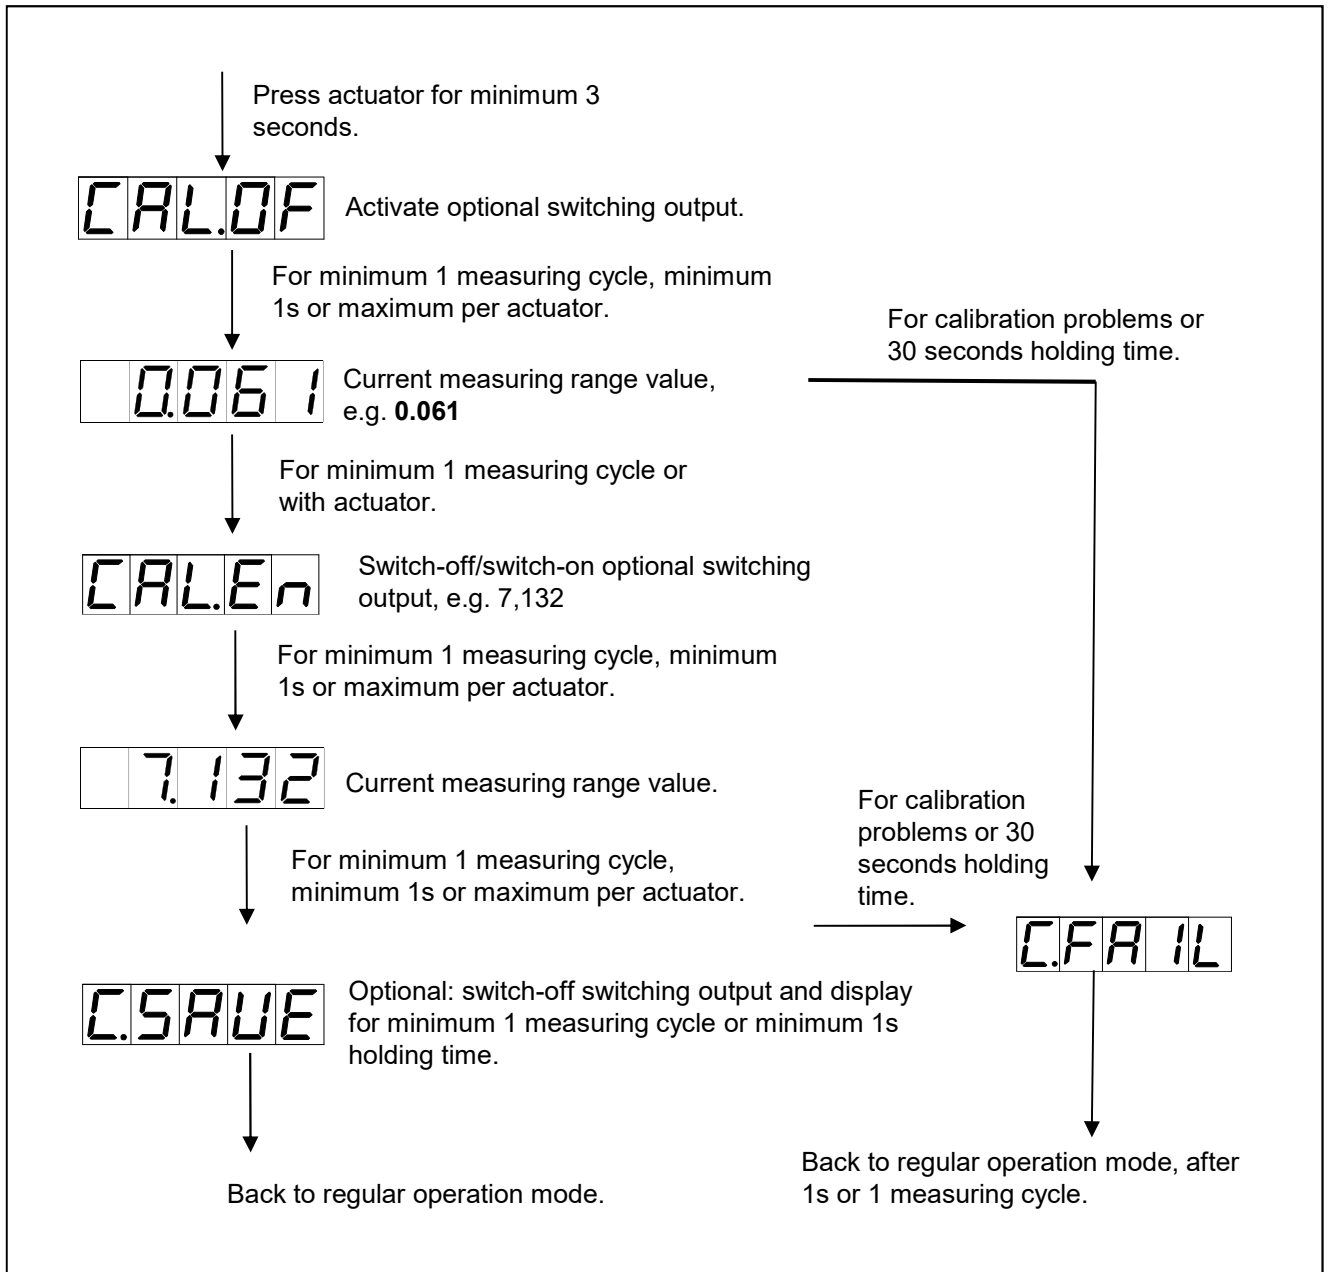 Press actuator for minimum 3
seconds.
CAL.OF
Activate optional switching output.
For minimum 1 measuring cycle, minimum
1s or maximum per actuator.
For calibration problems or
30 seconds holding time.
0.061
Current measuring range value,
e.g. 0.061
For minimum 1 measuring cycle or
with actuator.
CAL.En
Switch-off/switch-on optional switching
output, e.g. 7,132
For minimum 1 measuring cycle, minimum
1s or maximum per actuator.
7.132
Current measuring range value.
For calibration
problems or 30
seconds holding
time.
For minimum 1 measuring cycle,
minimum 1s or maximum per actuator.
C.FAIL
C.SAVE
Optional: switch-off switching output and display
for minimum 1 measuring cycle or minimum 1s
holding time.
Back to regular operation mode, after
1s or 1 measuring cycle.
Back to regular operation mode.